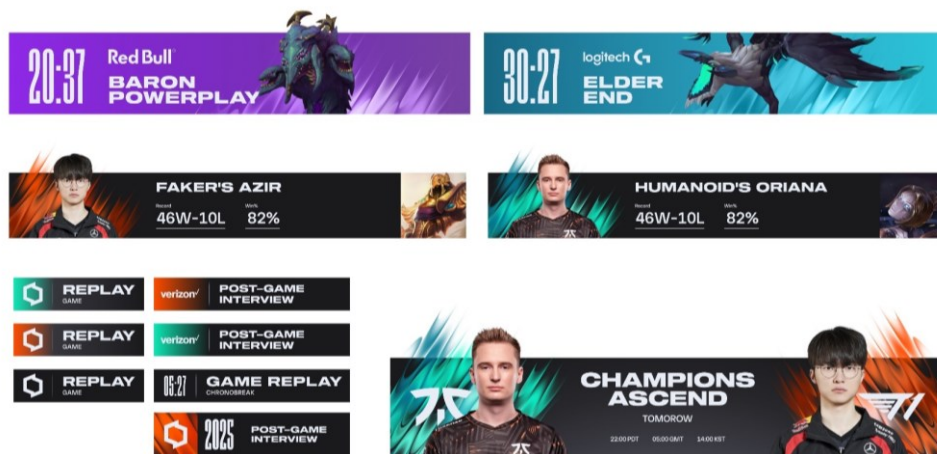 20:37
Red Bull
BARON
POWERPLAY
30:27
logitech G
ELDER
END
FAKER'S AZIR
Record
Win%
46W-10L
82%
HUMANOID'S ORIANA
Record
Win%
46W-10L
82%
REPLAY
GAME
verizon✓
POST-GAME
INTERVIEW
REPLAY
GAME
verizon✓
POST-GAME
INTERVIEW
REPLAY
GAME
05:27
GAME REPLAY
CHRONOBREAK
2025
POST-GAME
INTERVIEW
CHAMPIONS
ASCEND
TOMOROW
22:00 PDT 05:00 GMT 14:00 KST
T1